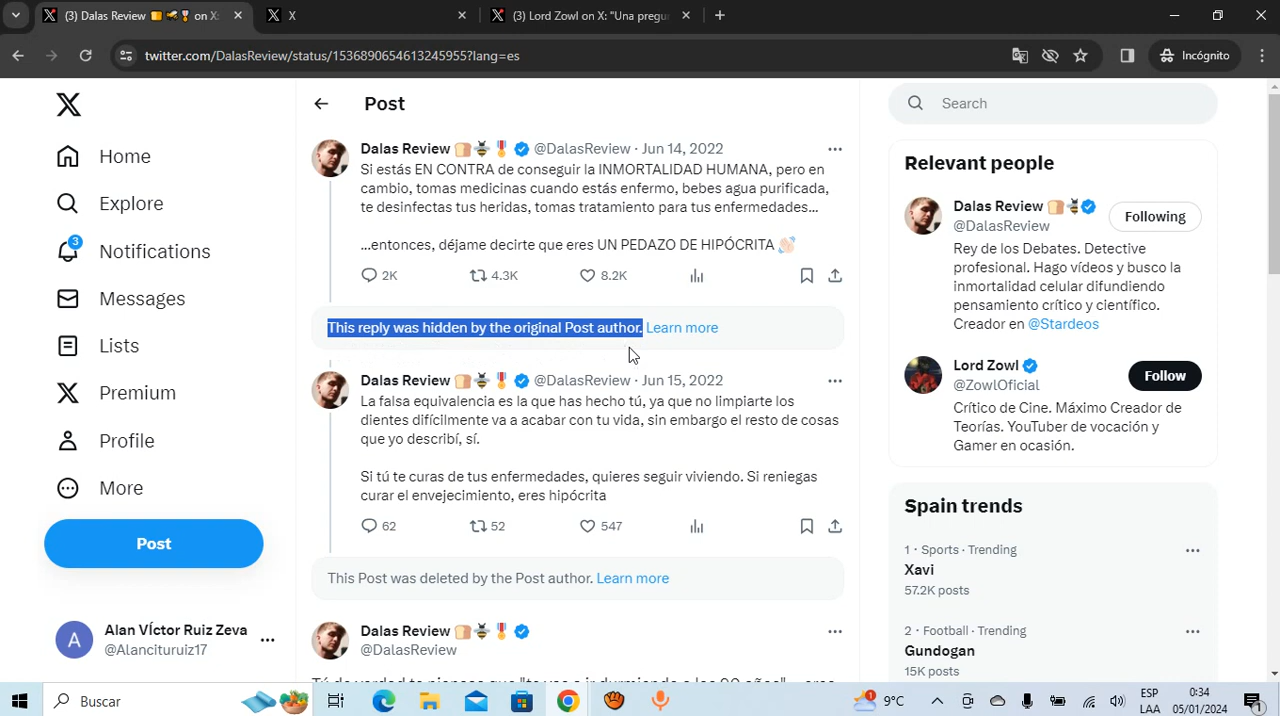 (3) Dalas Review on X:
X
(3) Lord Zowl on X: "Una pregur
twitter.com/DalasReview/status/1536890654613245955?lang=es
Incógnito
Home
Explore
3
Notifications
Messages
Lists
Premium
Profile
More
Post
Alan VÍctor Ruiz Zeva
@Alancituruiz17
Post
Dalas Review @DalasReview · Jun 14, 2022
Si estás EN CONTRA de conseguir la INMORTALIDAD HUMANA, pero en
cambio, tomas medicinas cuando estás enfermo, bebes agua purificada,
te desinfectas tus heridas, tomas tratamiento para tus enfermedades...
...entonces, déjame decirte que eres UN PEDAZO DE HIPÓCRITA
2K 4.3K 8.2K
This reply was hidden by the original Post author. Learn more
Dalas Review @DalasReview · Jun 15, 2022
La falsa equivalencia es la que has hecho tú, ya que no limpiarte los
dientes difícilmente va a acabar con tu vida, sin embargo el resto de cosas
que yo describí, sí.
Si tú te curas de tus enfermedades, quieres seguir viviendo. Si reniegas
curar el envejecimiento, eres hipócrita
62 52 547
This Post was deleted by the Post author. Learn more
Dalas Review
@DalasReview
Search
Relevant people
Dalas Review
@DalasReview
Following
Rey de los Debates. Detective
profesional. Hago vídeos y busco la
inmortalidad celular difundiendo
pensamiento crítico y científico.
Creador en @Stardeos
Lord Zowl
@ZowlOficial
Follow
Crítico de Cine. Máximo Creador de
Teorías. YouTuber de vocación y
Gamer en ocasión.
Spain trends
1 · Sports · Trending
Xavi
57.2K posts
2 · Football · Trending
Gundogan
15K posts
Buscar
1
9°C
ESP
LAA
0:34
05/01/2024
1